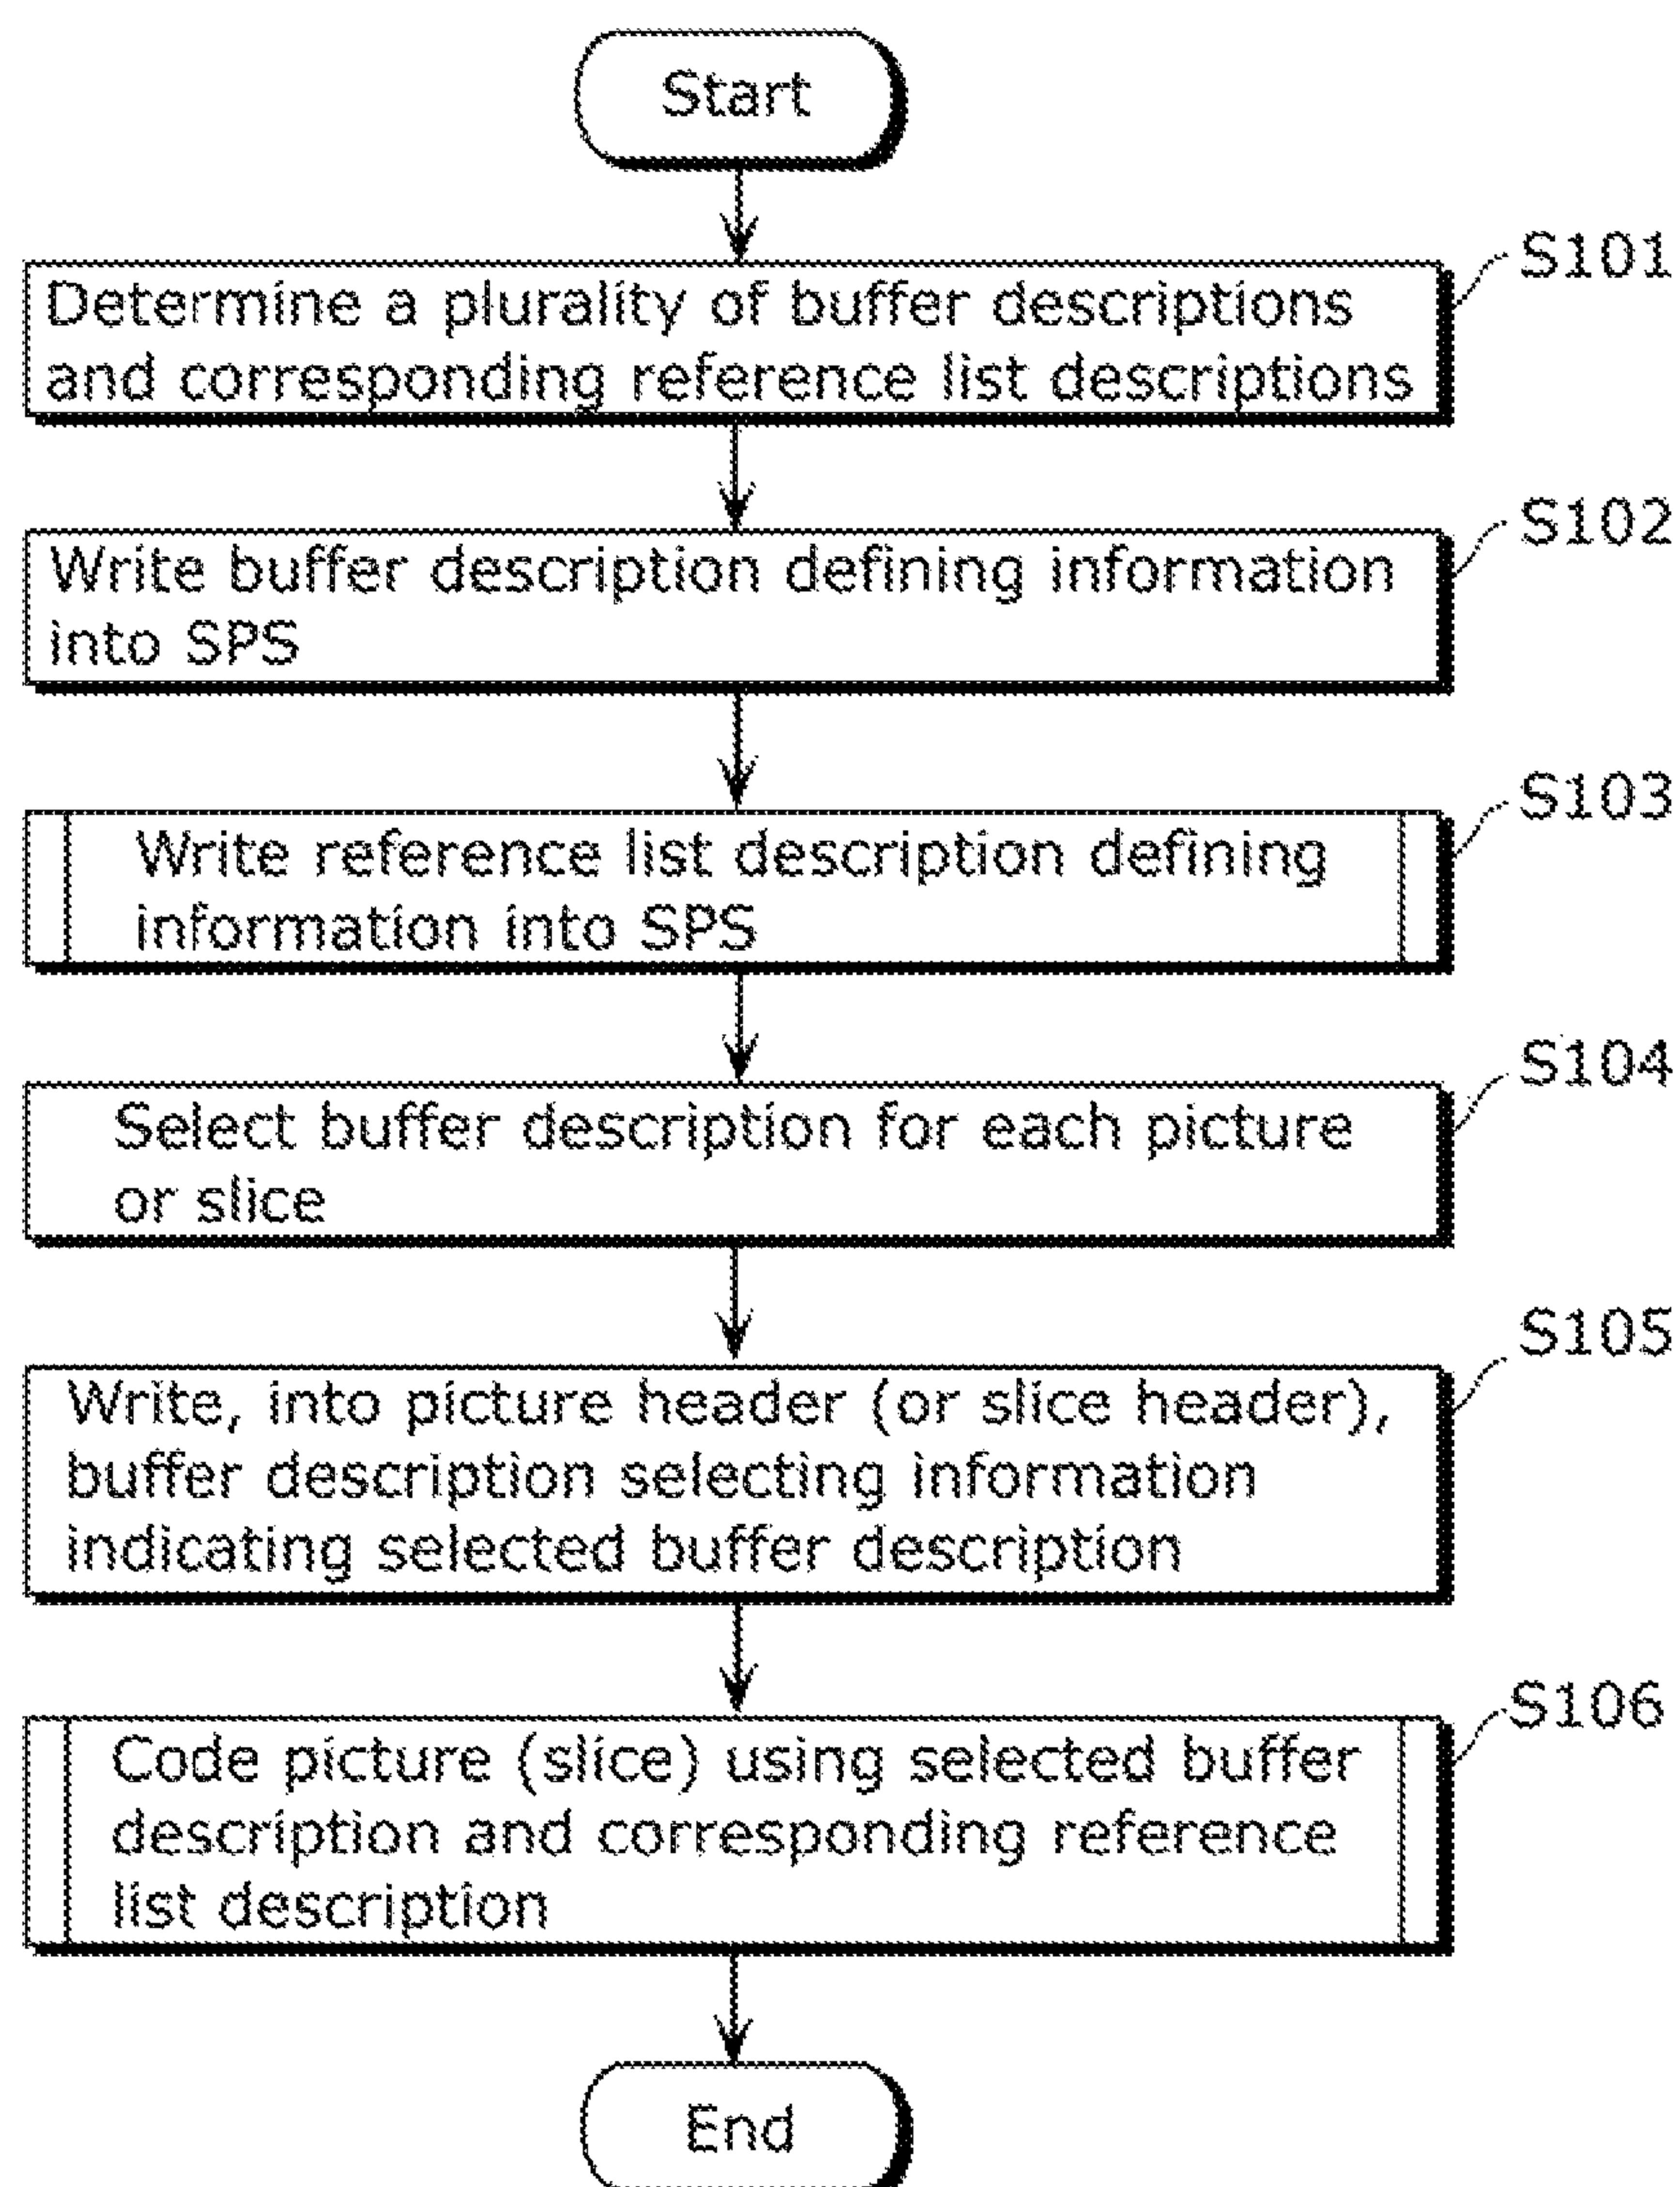 Start
S101
Determine a plurality of buffer descriptions
and corresponding reference list descriptions
S102
Write buffer description defining information
into SPS
S103
Write reference list description defining
information into SPS
S104
Select buffer description for each picture
or slice
S105
Write, into picture header (or slice header),
buffer description selecting information
indicating selected buffer description
S106
Code picture (slice) using selected buffer
description and corresponding reference
list description
End